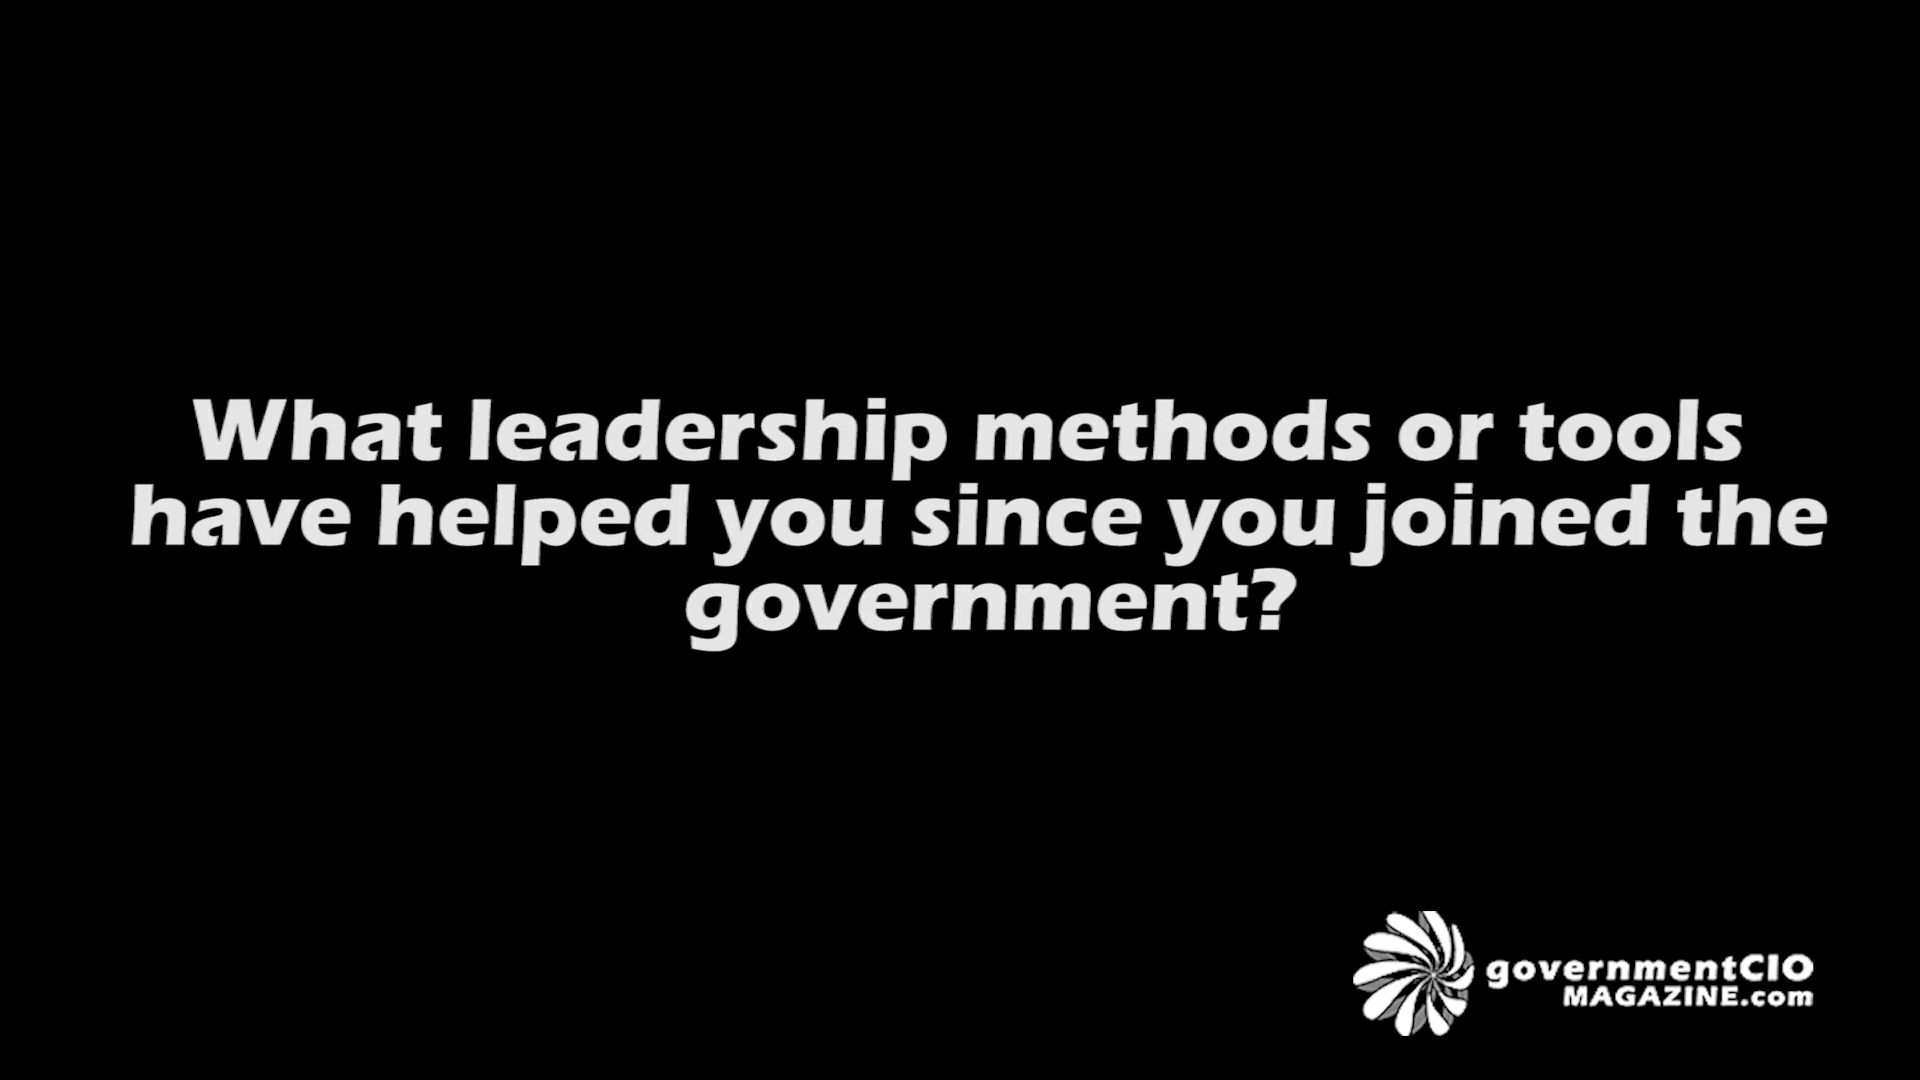 What leadership methods or tools
have helped you since you joined the
government?
governmentCIO
MAGAZINE.com